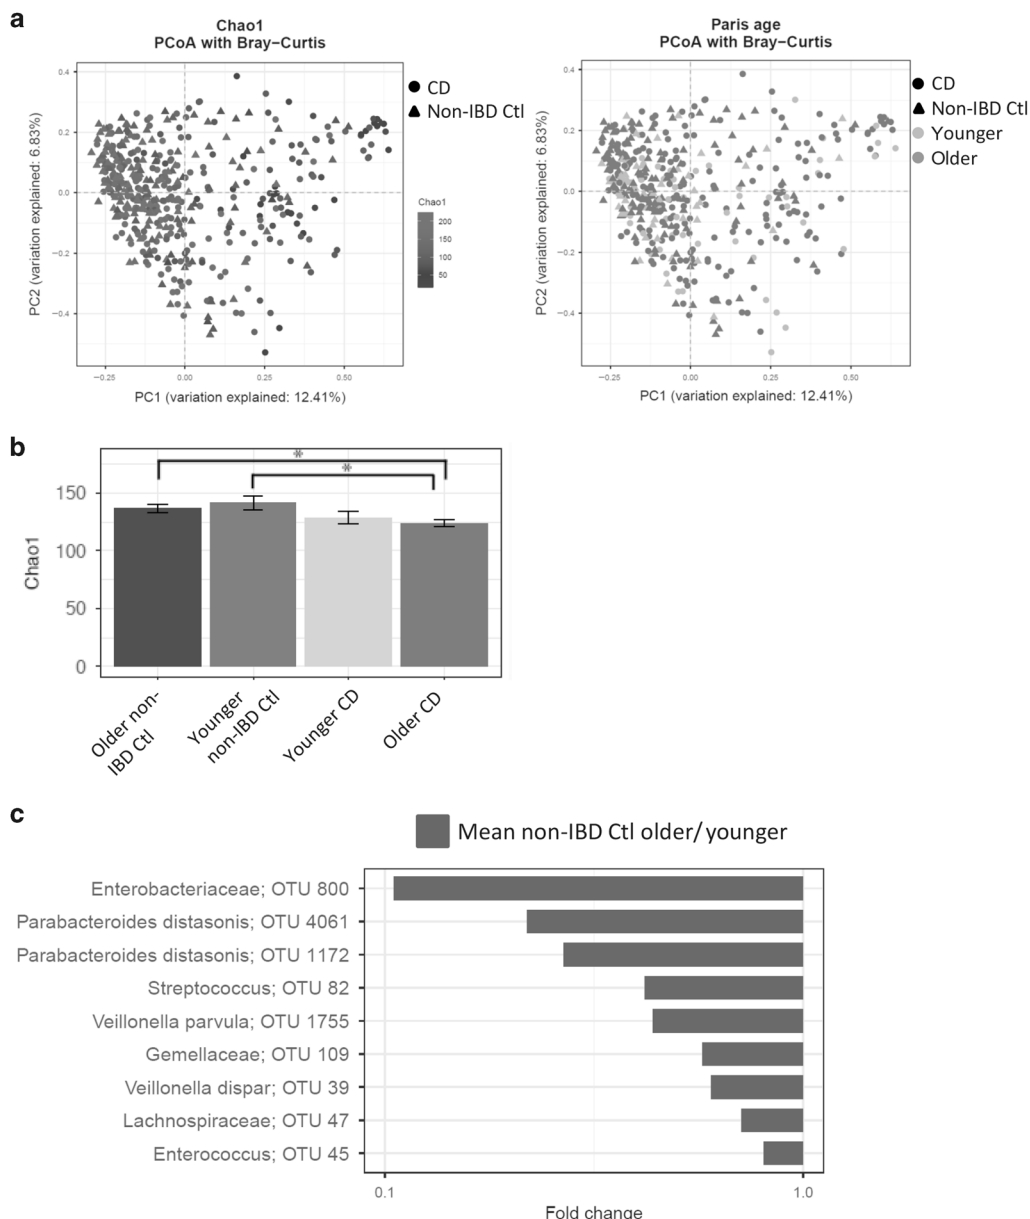 a
Chao1
PCoA with Bray−Curtis
0.4
0.2
0.0
−0.2
−0.4
PC2 (variation explained: 6.83%)
−0.25
0.00
0.25
0.50
PC1 (variation explained: 12.41%)
CD
Non-IBD Ctl
Chao1
200
150
100
50
Paris age
PCoA with Bray−Curtis
0.4
0.2
0.0
−0.2
−0.4
PC2 (variation explained: 6.83%)
−0.25
0.00
0.25
0.50
PC1 (variation explained: 12.41%)
CD
Non-IBD Ctl
Younger
Older
b
*
*
150
100
50
0
Chao1
Older non-
IBD Ctl
Younger
non-IBD Ctl
Younger CD
Older CD
c
Mean non-IBD Ctl older/younger
Enterobacteriaceae; OTU 800
Parabacteroides distasonis; OTU 4061
Parabacteroides distasonis; OTU 1172
Streptococcus; OTU 82
Veillonella parvula; OTU 1755
Gemellaceae; OTU 109
Veillonella dispar; OTU 39
Lachnospiraceae; OTU 47
Enterococcus; OTU 45
0.1
1.0
Fold change